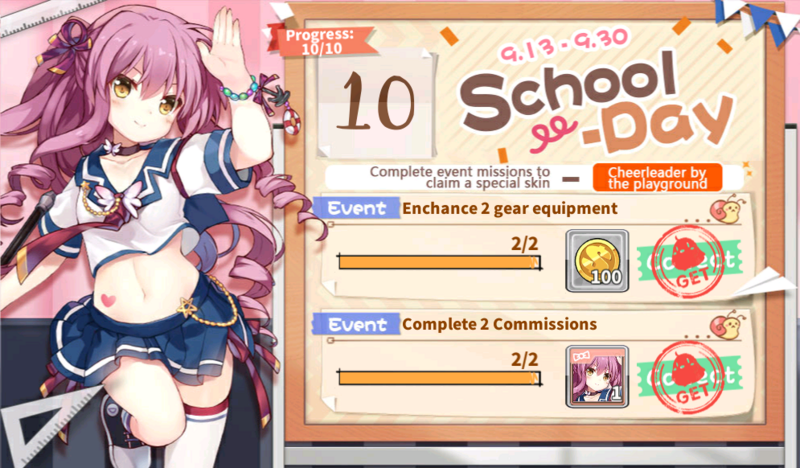 Progress:
10/10
10
9.13 - 9.30
School
-Day
Complete event missions to
claim a special skin
Cheerleader by
the playground
Event Enchance 2 gear equipment
2/2
100
GET
Event Complete 2 Commissions
2/2
1
GET